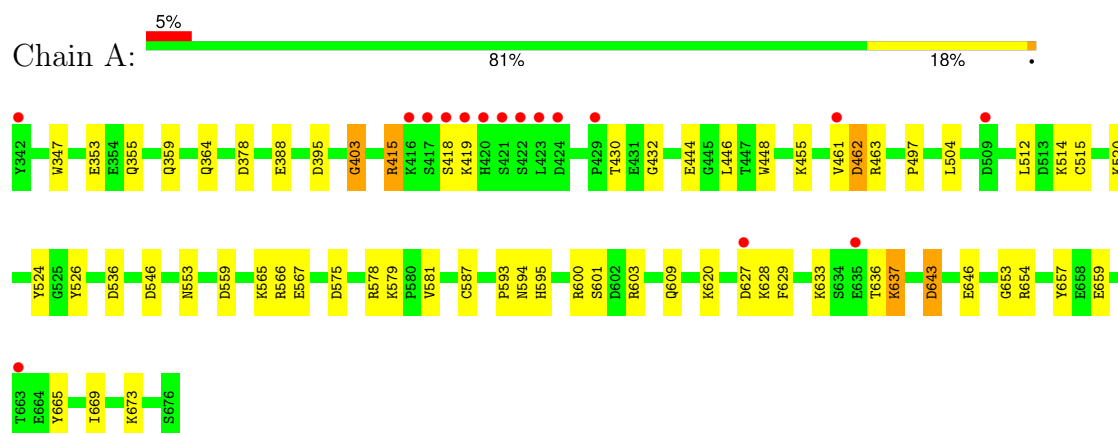 5%
Chain A:
81% 18% •
Y342 W347 E353 E354 Q355 Q359 Q364 D378 E388 D395 G403 R415 K416 S417 S418 K419 H420 S421 S422 L423 D424 P429 T430 E431 G432 E444 G445 L446 T447 W448 K455 V461 D462 R463 P497 L504 D509 L512 D513 K514 C515
Y524 G525 Y526 D536 D546 N553 D559 K565 R566 E567 D575 R578 K579 P580 V581 C587 P593 N594 H595 R600 S601 D602 R603 Q609 K620 D627 K628 F629 K633 S634 E635 T636 K637 D643 E646 G653 R654 Y657 E658 E659
T663 E664 Y665 I669 K673 S676